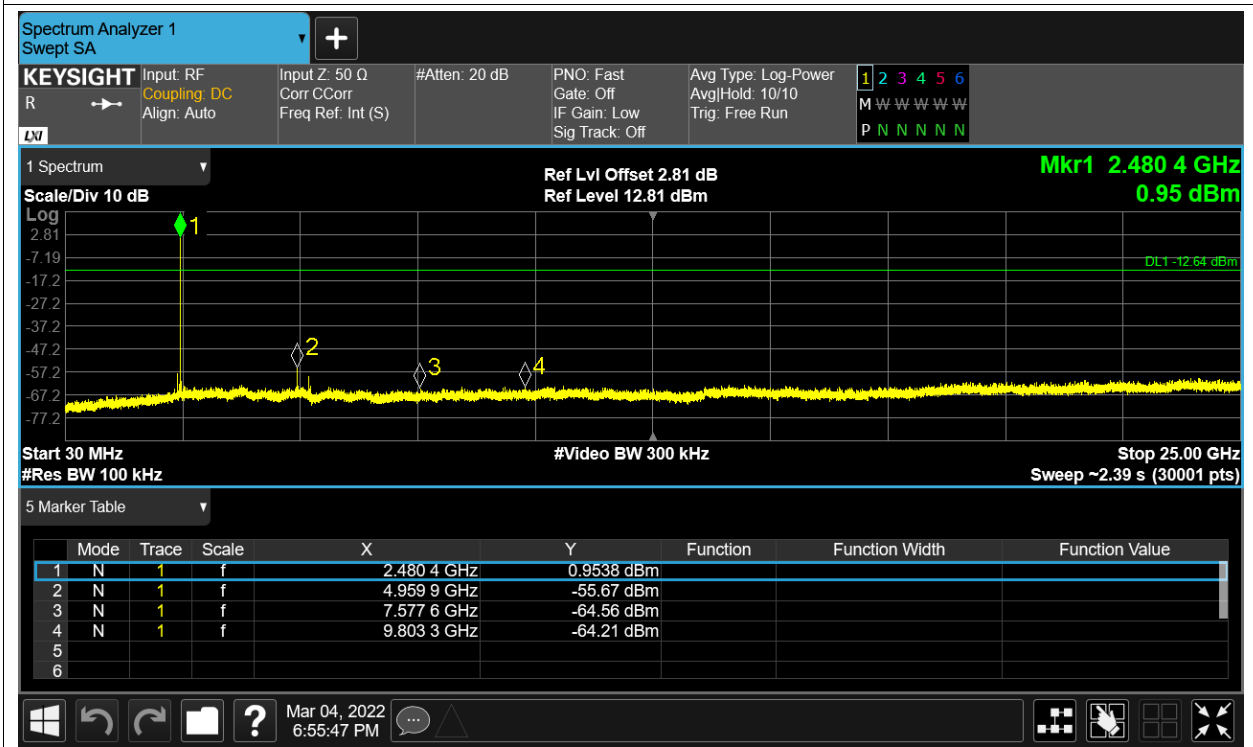 Spectrum Analyzer 1
Swept SA
KEYSIGHT
R
LXI
Input: RF
Coupling: DC
Align: Auto
Input Z: 50 Ω
Corr CCorr
Freq Ref: Int (S)
#Atten: 20 dB
PNO: Fast
Gate: Off
IF Gain: Low
Sig Track: Off
Avg Type: Log-Power
Avg|Hold: 10/10
Trig: Free Run
1 2 3 4 5 6
M W W W W W
P N N N N N
1 Spectrum
Scale/Div 10 dB
Ref Lvl Offset 2.81 dB
Ref Level 12.81 dBm
Mkr1 2.480 4 GHz
0.95 dBm
Log
2.81
-7.19
-17.2
-27.2
-37.2
-47.2
-57.2
-67.2
-77.2
1
2
3
4
DL1 -12.64 dBm
Start 30 MHz
#Res BW 100 kHz
#Video BW 300 kHz
Stop 25.00 GHz
Sweep ~2.39 s (30001 pts)
5 Marker Table
Mode Trace Scale X Y Function Function Width Function Value
1 N 1 f 2.480 4 GHz 0.9538 dBm
2 N 1 f 4.959 9 GHz -55.67 dBm
3 N 1 f 7.577 6 GHz -64.56 dBm
4 N 1 f 9.803 3 GHz -64.21 dBm
5
6
?
Mar 04, 2022
6:55:47 PM